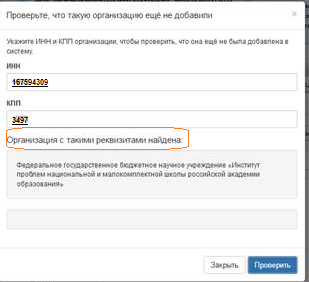 Проверьте, что такую организацию ещё не добавили
×
Укажите ИНН и КПП организации, чтобы проверить, что она ещё не была добавлена в
систему.
ИНН
167594309
КПП
3497
Организация с такими реквизитами найдена:
Федеральное государственное бюджетное научное учреждение «Институт
проблем национальной и малокомплектной школы российской академии
образования»
Закрыть
Проверить